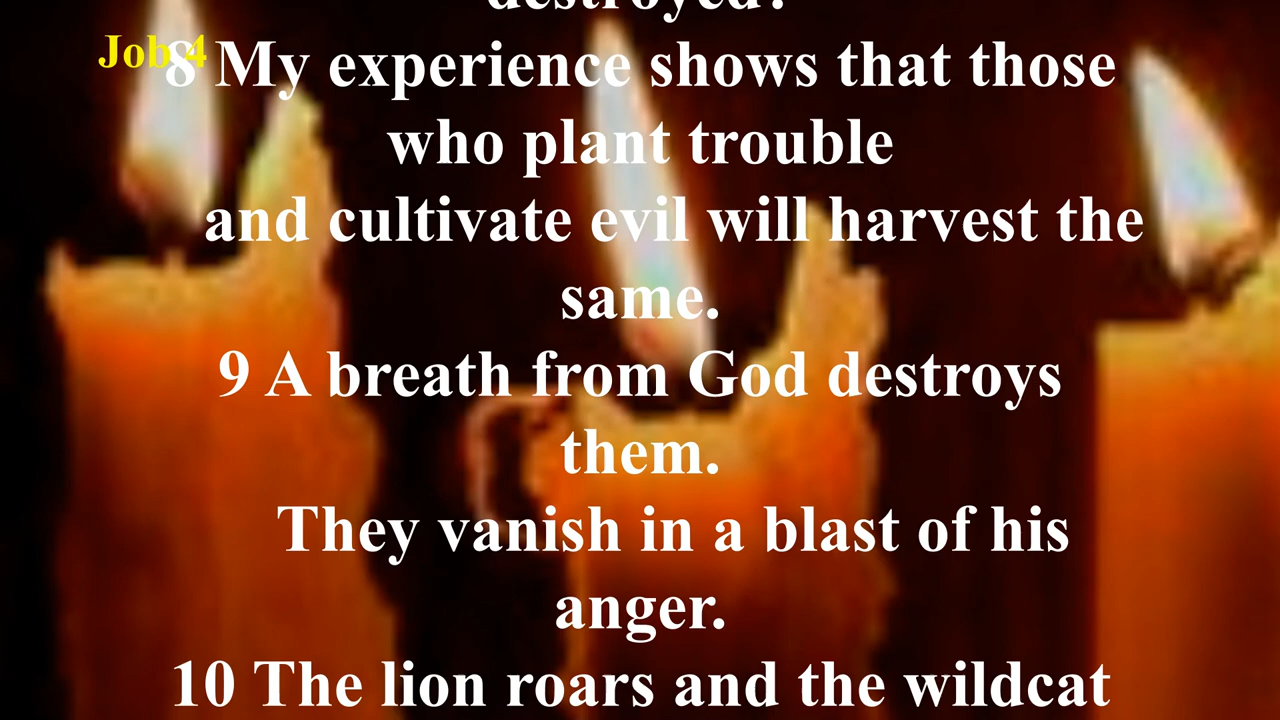 destroyed?
Job 4
8 My experience shows that those
who plant trouble
and cultivate evil will harvest the
same.
9 A breath from God destroys
them.
They vanish in a blast of his
anger.
10 The lion roars and the wildcat